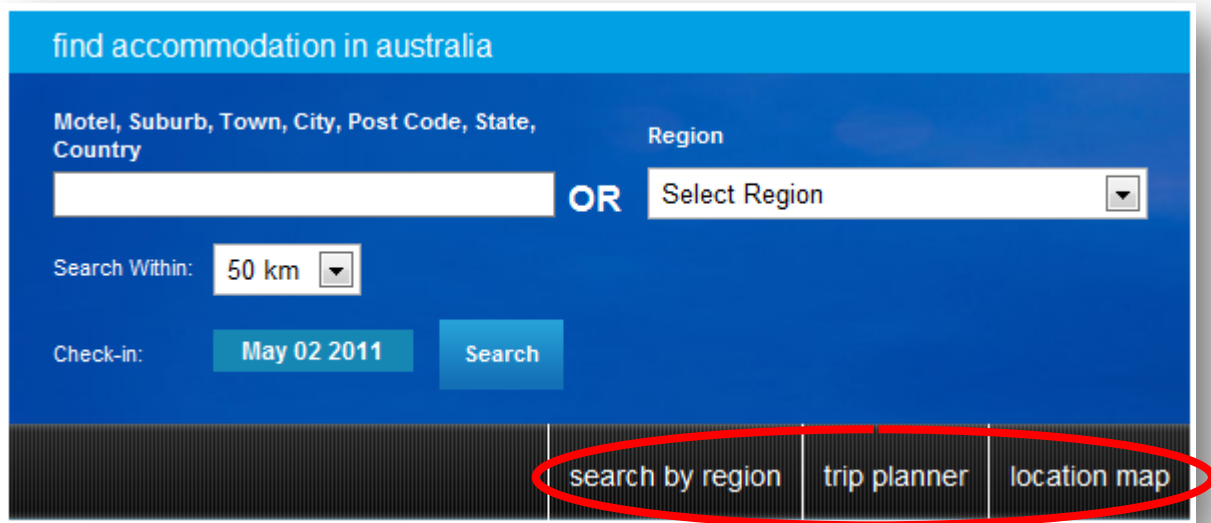 find accommodation in australia
Motel, Suburb, Town, City, Post Code, State,
Country
Region
OR
Select Region
Search Within:
50 km
Check-in:
May 02 2011
Search
search by region
trip planner
location map